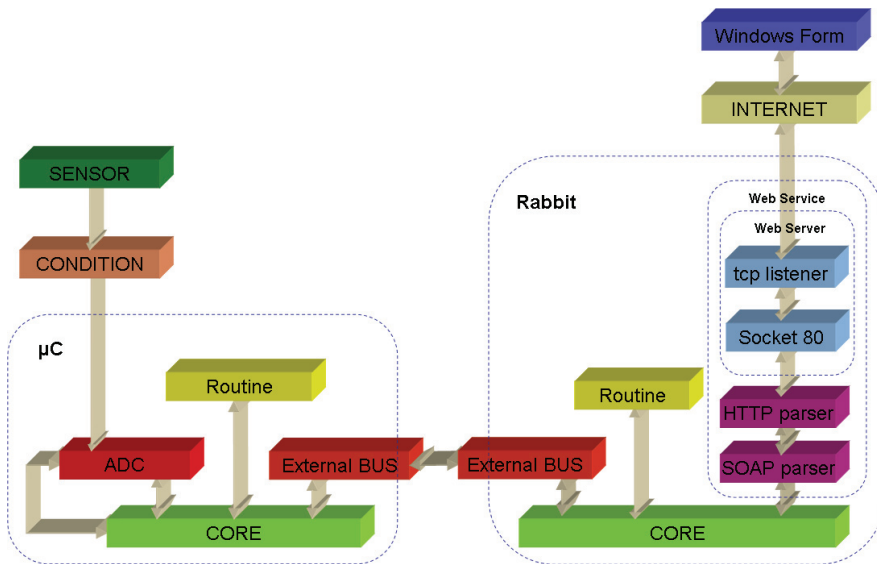 Windows Form
INTERNET
SENSOR
Rabbit
Web Service
Web Server
CONDITION
tcp listener
µC
Socket 80
Routine
Routine
HTTP parser
ADC
External BUS
External BUS
SOAP parser
CORE
CORE